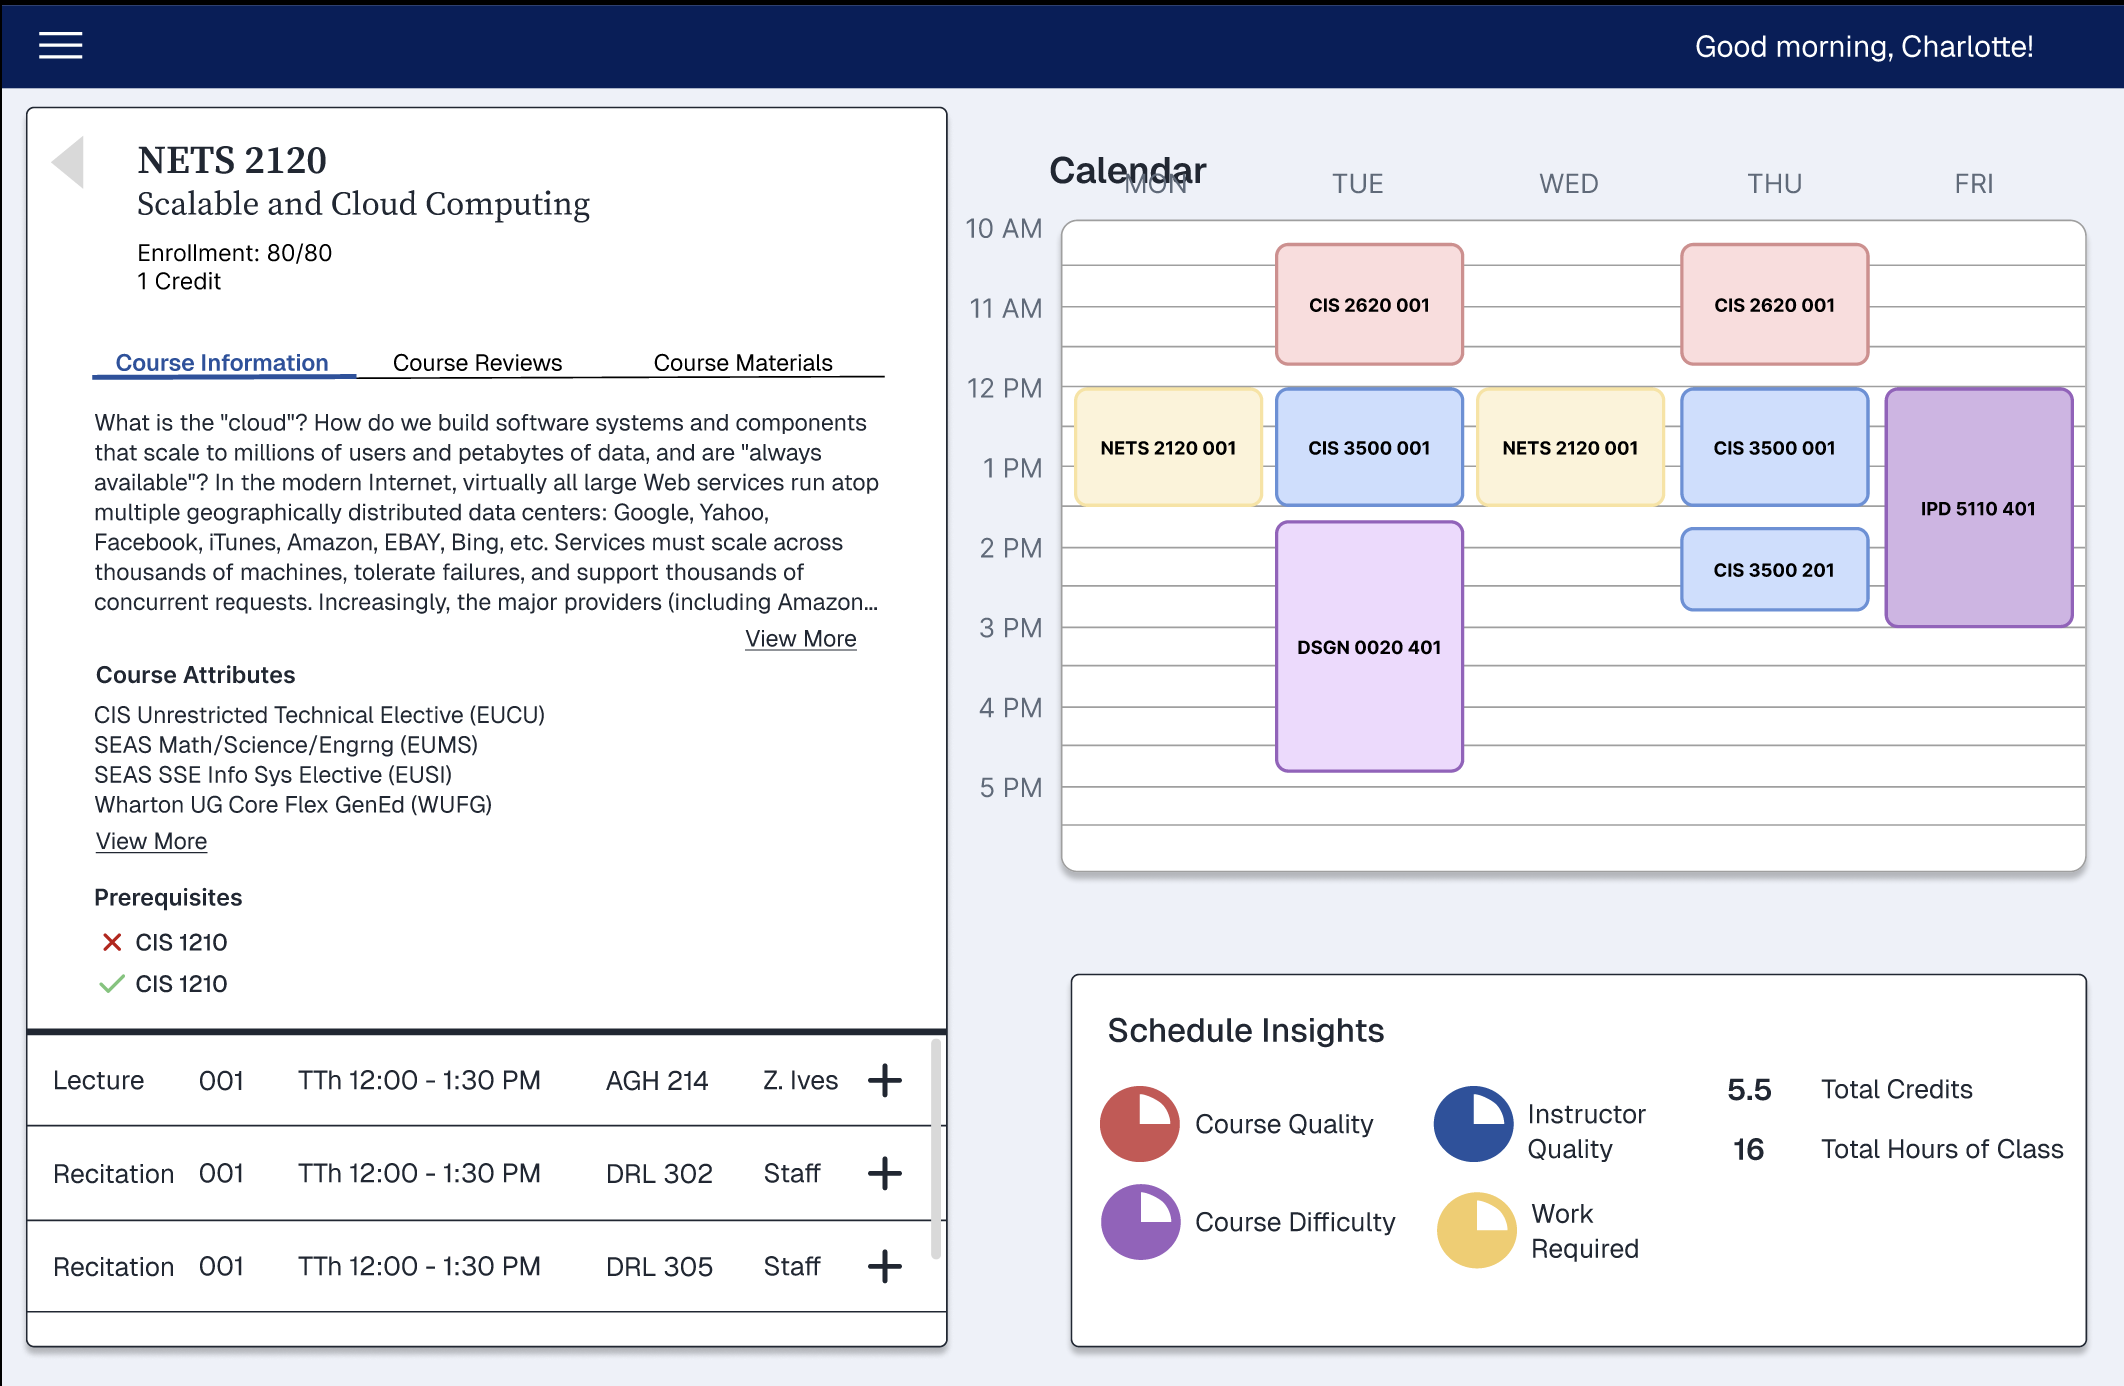 Good morning, Charlotte!
NETS 2120
Scalable and Cloud Computing
Enrollment: 80/80
1 Credit
Course Information Course Reviews Course Materials
What is the "cloud"? How do we build software systems and components
that scale to millions of users and petabytes of data, and are "always
available"? In the modern Internet, virtually all large Web services run atop
multiple geographically distributed data centers: Google, Yahoo,
Facebook, iTunes, Amazon, EBAY, Bing, etc. Services must scale across
thousands of machines, tolerate failures, and support thousands of
concurrent requests. Increasingly, the major providers (including Amazon...
View More
Course Attributes
CIS Unrestricted Technical Elective (EUCU)
SEAS Math/Science/Engrng (EUMS)
SEAS SSE Info Sys Elective (EUSI)
Wharton UG Core Flex GenEd (WUFG)
View More
Prerequisites
CIS 1210
CIS 1210
Lecture 001 TTh 12:00 - 1:30 PM AGH 214 Z. Ives +
Recitation 001 TTh 12:00 - 1:30 PM DRL 302 Staff +
Recitation 001 TTh 12:00 - 1:30 PM DRL 305 Staff +
Calendar
MON TUE WED THU FRI
10 AM
11 AM
12 PM
1 PM
2 PM
3 PM
4 PM
5 PM
CIS 2620 001 CIS 2620 001
NETS 2120 001 CIS 3500 001 NETS 2120 001 CIS 3500 001
IPD 5110 401
CIS 3500 201
DSGN 0020 401
Schedule Insights
Course Quality
Instructor
Quality
Course Difficulty
Work
Required
5.5 Total Credits
16 Total Hours of Class